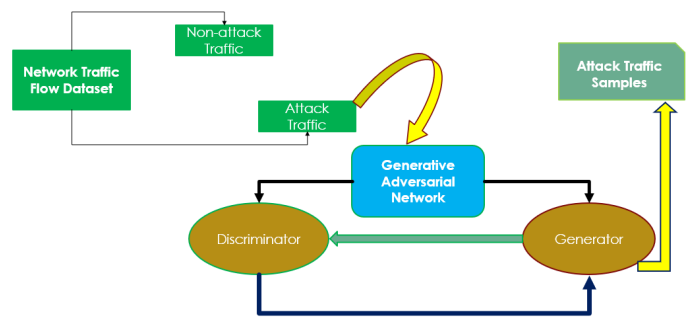 Non-attack
Traffic
Network Traffic
Flow Dataset
Attack Traffic
Samples
Attack
Traffic
Generative
Adversarial
Network
Discriminator
Generator